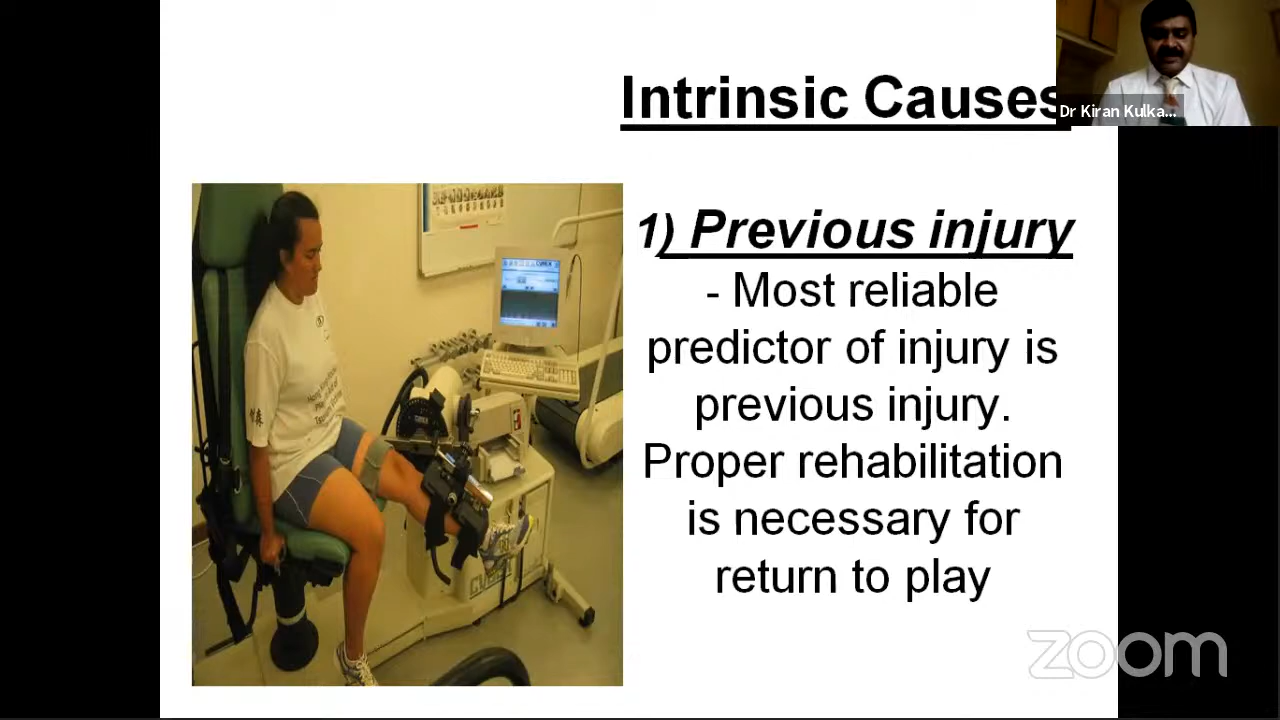 Intrinsic Causes
Dr Kiran Kulka...
1) Previous injury
- Most reliable
predictor of injury is
previous injury.
Proper rehabilitation
is necessary for
return to play
zoom